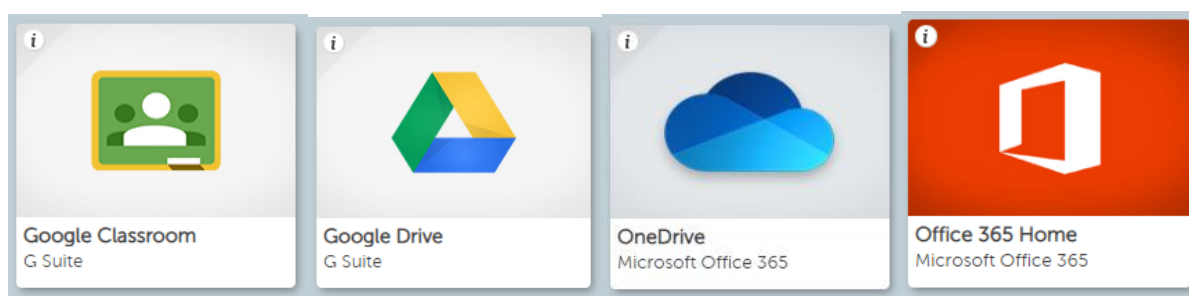 i
Google Classroom
G Suite
i
Google Drive
G Suite
i
OneDrive
Microsoft Office 365
i
Office 365 Home
Microsoft Office 365